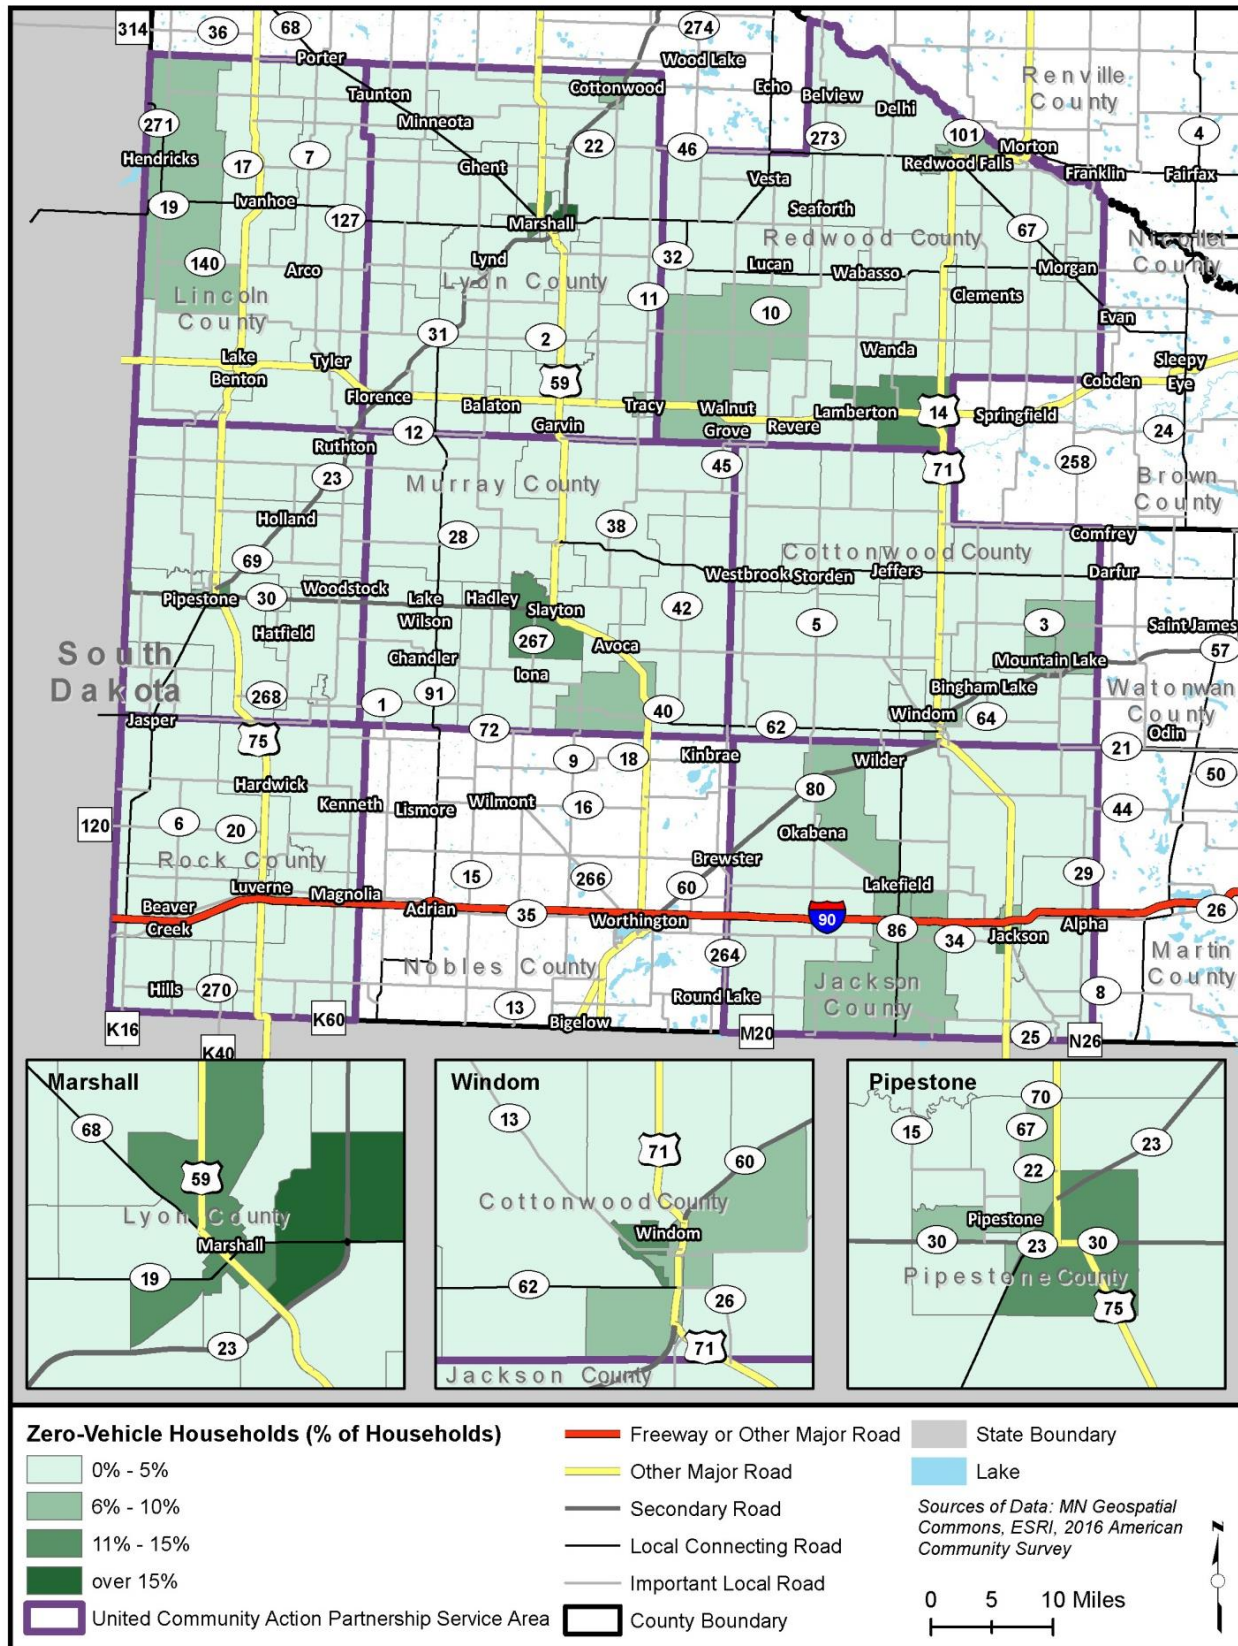 314
36
68
274
Porter
Wood Lake
Renville
County
Taunton
Cottonwood
Echo
Belview
Delhi
Minneota
271
Hendricks
17
7
22
46
273
101
Morton
4
Ghent
Redwood Falls
Franklin
Fairfax
Vesta
19
Ivanhoe
127
Marshall
Seaforth
Redwood County
67
Nicollet
County
140
Arco
Lynd
Lyon County
32
Lucan
Wabasso
Morgan
Lincoln
County
11
10
Clements
Evan
31
2
Wanda
Lake
Benton
Tyler
59
Sleepy
Eye
Cobden
Florence
Balaton
Tracy
Walnut
Grove
Lamberton
14
Springfield
Revere
Garvin
12
Ruthton
24
23
45
71
258
Murray County
Brown
County
Holland
28
38
Comfrey
Cottonwood County
69
Westbrook
Storden
Jeffers
Darfur
Pipestone
30
Woodstock
Lake
Wilson
Hadley
Slayton
42
5
3
Saint James
Hatfield
267
Avoca
57
South
Dakota
Chandler
Iona
Mountain Lake
Bingham Lake
Watonwan
County
268
1
91
40
Windom
64
Odin
Jasper
75
72
62
21
9
18
Kinbrae
Wilder
50
Hardwick
Kenneth
Lismore
Wilmont
16
80
44
120
6
20
Okabena
Rock County
Brewster
Luverne
Magnolia
15
266
60
Lakefield
29
Beaver
Creek
Adrian
35
Worthington
90
86
34
Jackson
Alpha
26
Nobles County
264
Martin
County
Hills
270
13
Round Lake
Jackson
County
8
K16
K60
Bigelow
M20
25
N26
K40
Marshall
68
59
Lyon County
Marshall
19
23
Windom
13
71
60
Cottonwood County
Windom
62
26
71
Jackson County
Pipestone
70
15
67
23
22
Pipestone
30
23
30
Pipestone County
75
Zero-Vehicle Households (% of Households)
0% - 5%
6% - 10%
11% - 15%
over 15%
United Community Action Partnership Service Area
Freeway or Other Major Road
Other Major Road
Secondary Road
Local Connecting Road
Important Local Road
County Boundary
State Boundary
Lake
Sources of Data: MN Geospatial
Commons, ESRI, 2016 American
Community Survey
N
0 5 10 Miles